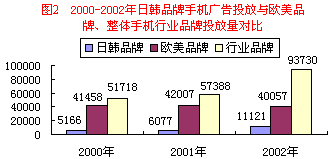 图2  2000-2002年日韩品牌手机广告投放与欧美品
牌、整体手机行业品牌投放量对比
日韩品牌 欧美品牌 行业品牌
100000
80000
60000
40000
20000
0
5166 41458 51718
6077 42007 57388
11121 40057 93730
2000年 2001年 2002年